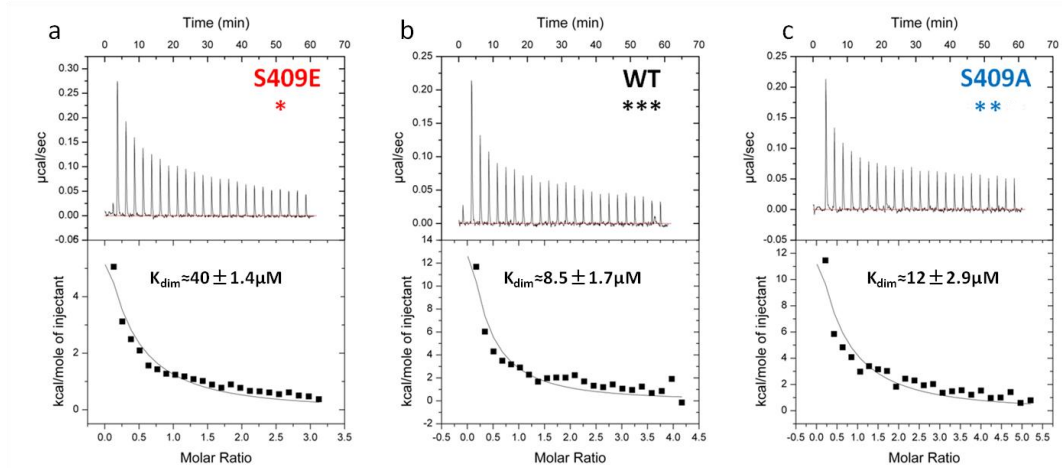 a
Time (min)
0 10 20 30 40 50 60 70
S409E
*
µcal/sec
0.30
0.25
0.20
0.15
0.10
0.05
0.00
-0.05
K_dim≈40±1.4µM
kcal/mole of injectant
4
2
0
0.0 0.5 1.0 1.5 2.0 2.5 3.0 3.5
Molar Ratio
b
Time (min)
0 10 20 30 40 50 60 70
WT
***
µcal/sec
0.25
0.20
0.15
0.10
0.05
0.00
K_dim≈8.5±1.7µM
kcal/mole of injectant
14
12
10
8
6
4
2
0
-2
0.0 0.5 1.0 1.5 2.0 2.5 3.0 3.5 4.0 4.5
Molar Ratio
c
Time (min)
0 10 20 30 40 50 60 70
S409A
**
µcal/sec
0.25
0.20
0.15
0.10
0.05
0.00
-0.05
K_dim≈12±2.9µM
kcal/mole of injectant
12
10
8
6
4
2
0
-0.5 0.0 0.5 1.0 1.5 2.0 2.5 3.0 3.5 4.0 4.5 5.0 5.5
Molar Ratio